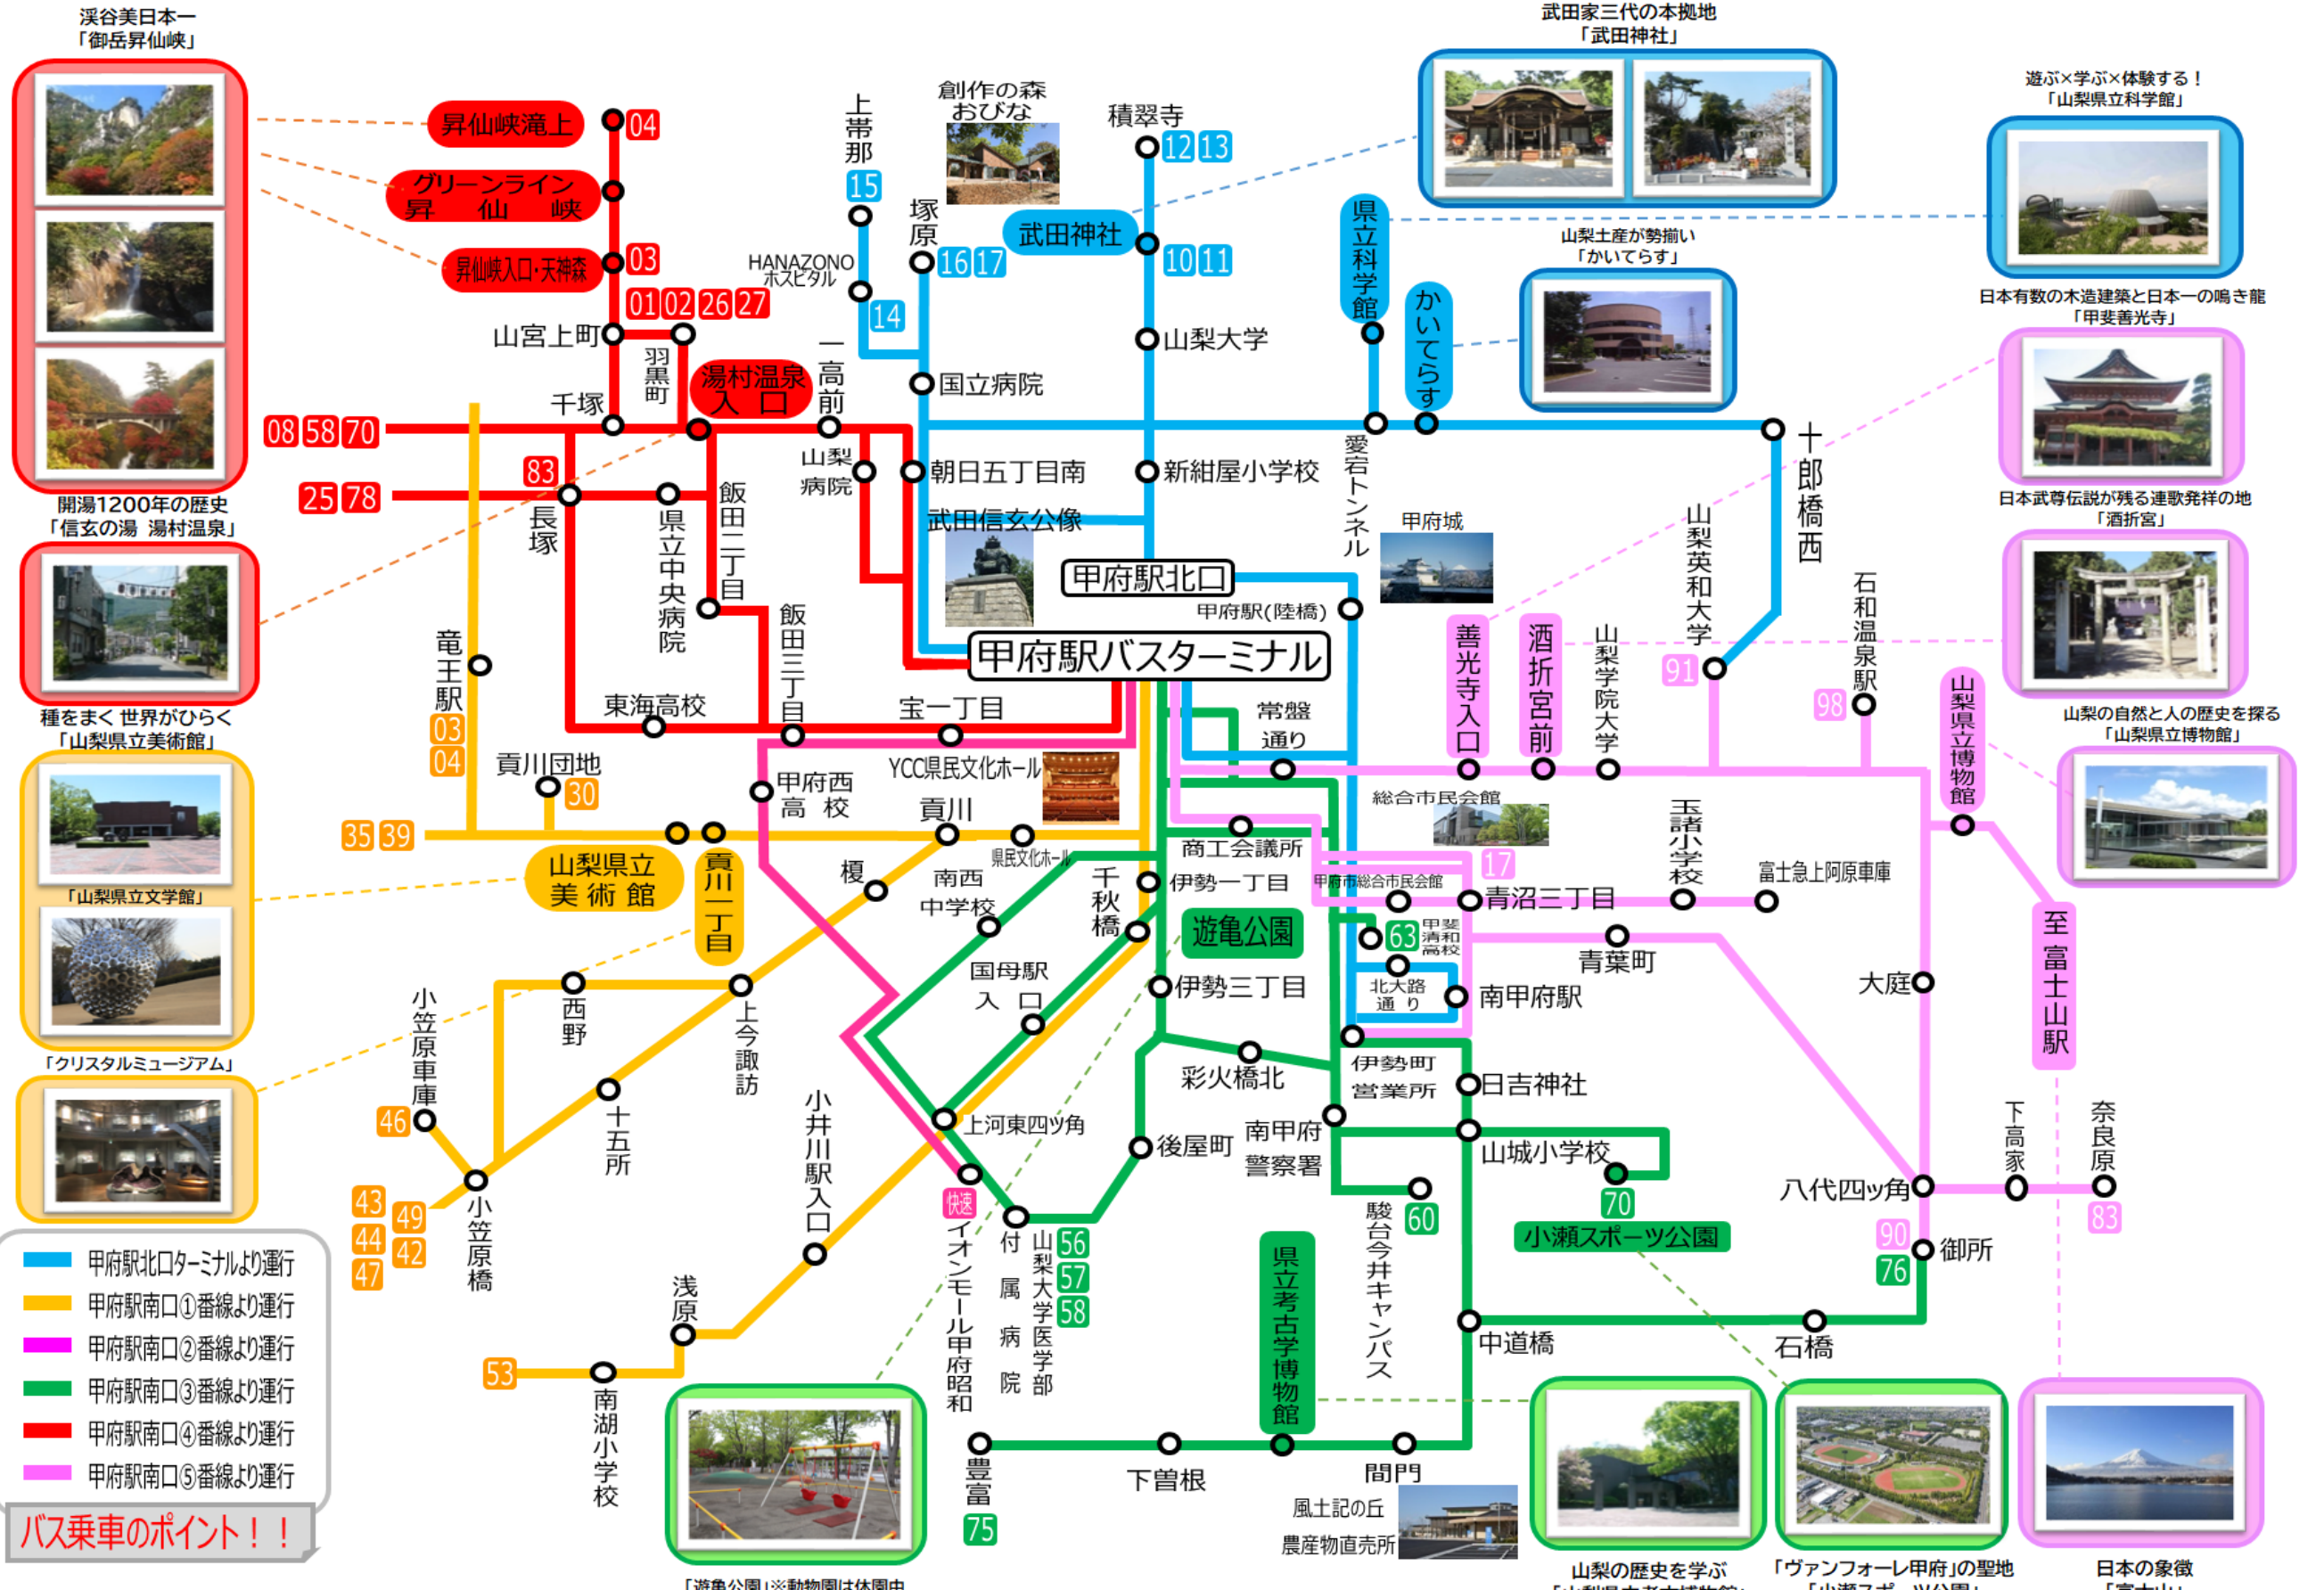 渓谷美日本一
「御岳昇仙峡」
開湯1200年の歴史
「信玄の湯 湯村温泉」
種をまく 世界がひらく
「山梨県立美術館」
「山梨県立文学館」
「クリスタルミュージアム」
昇仙峡滝上
04
グリーンライン
昇仙峡
昇仙峡入口・天神森
03
01 02 26 27
山宮上町
羽黒町
千塚
湯村温泉
入口
一高前
08 58 70
83
25 78
長塚
県立中央病院
飯田二丁目
飯田三丁目
山梨
病院
朝日五丁目南
東海高校
宝一丁目
上帯那
15
HANAZONO
ホスピタル
14
塚原
16 17
国立病院
創作の森
おびな
積翠寺
12 13
武田神社
10 11
山梨大学
新紺屋小学校
武田信玄公像
甲府駅北口
甲府駅(陸橋)
甲府駅バスターミナル
武田家三代の本拠地
「武田神社」
県立科学館
かいてらす
山梨土産が勢揃い
「かいてらす」
愛宕トンネル
甲府城
十郎橋西
遊ぶ×学ぶ×体験する！
「山梨県立科学館」
日本有数の木造建築と日本一の鳴き龍
「甲斐善光寺」
日本武尊伝説が残る連歌発祥の地
「酒折宮」
山梨の自然と人の歴史を探る
「山梨県立博物館」
常盤
通り
善光寺入口
酒折宮前
山梨学院大学
山梨英和大学
91
石和温泉駅
98
山梨県立博物館
至 富士山駅
竜王駅
03
04
貢川団地
30
35 39
山梨県立
美術館
貢川一丁目
甲府西
高校
YCC県民文化ホール
貢川
県民文化ホール
榎
南西
中学校
千秋橋
国母駅
入口
西野
上今諏訪
十五所
小笠原車庫
46
小笠原橋
43
44
47
49
42
小井川駅入口
浅原
53
南湖小学校
上河東四ツ角
快速
イオンモール甲府昭和
山梨大学医学部
付属病院
56
57
58
後屋町
商工会議所
伊勢一丁目
遊亀公園
伊勢三丁目
彩火橋北
総合市民会館
17
甲府市総合市民会館
青沼三丁目
玉諸小学校
富士急上阿原車庫
63
甲斐清和高校
北大路
通り
南甲府駅
青葉町
大庭
伊勢町
営業所
日吉神社
南甲府
警察署
山城小学校
70
小瀬スポーツ公園
60
駿台今井キャンパス
八代四ッ角
下高家
奈良原
83
90
76
御所
中道橋
石橋
県立考古学博物館
豊富
75
下曽根
間門
風土記の丘
農産物直売所
甲府駅北口ターミナルより運行
甲府駅南口①番線より運行
甲府駅南口②番線より運行
甲府駅南口③番線より運行
甲府駅南口④番線より運行
甲府駅南口⑤番線より運行
バス乗車のポイント！！
「遊亀公園」※動物園は休園中
山梨の歴史を学ぶ
「ヴァンフォーレ甲府」の聖地
「小瀬スポーツ公園」
日本の象徴
「富士山」